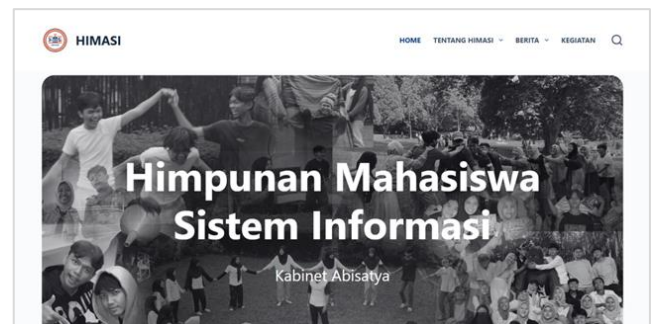 HIMASI
HOME TENTANG HIMASI BERITA KEGIATAN
Himpunan Mahasiswa
Sistem Informasi
Kabinet Abisatya